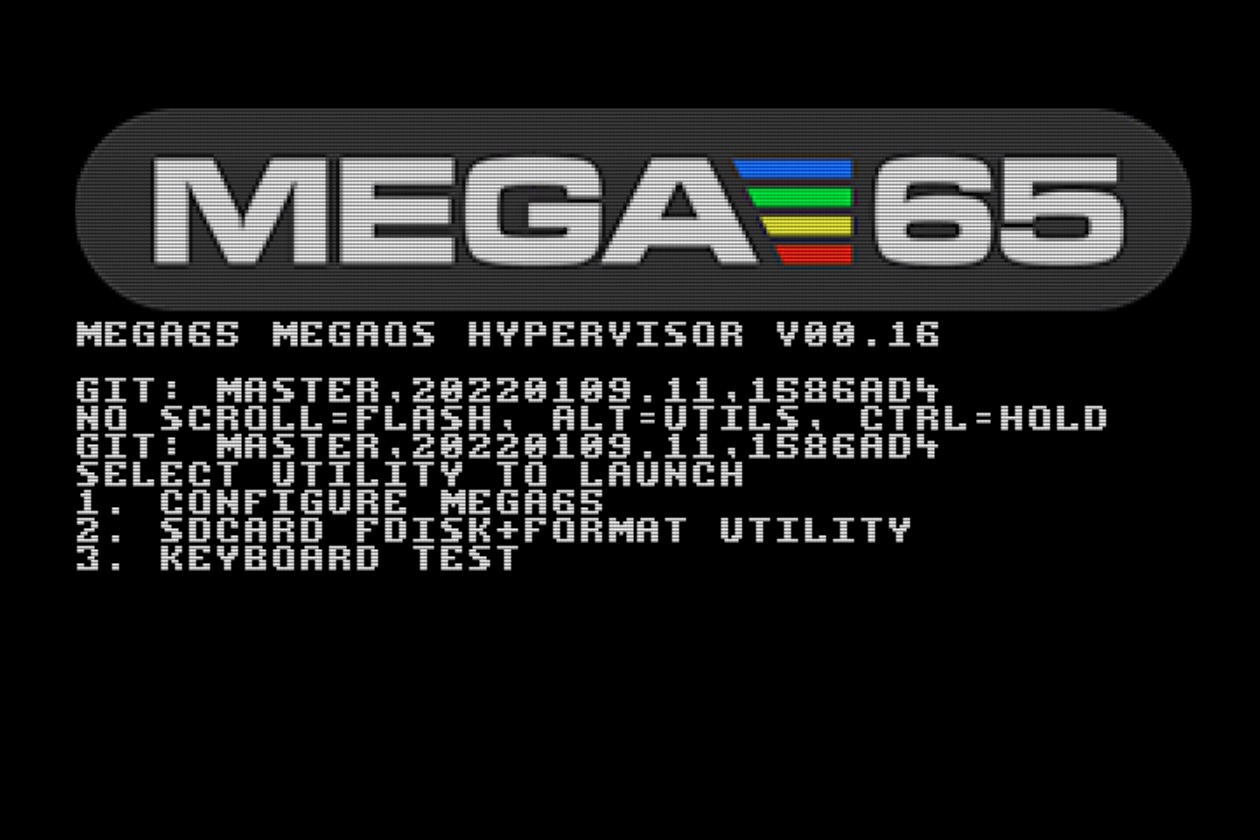 MEGA65
MEGA65 MEGAOS HYPERVISOR V00.16
GIT: MASTER,20220109.11,1586AD4
NO SCROLL=FLASH, ALT=UTILS, CTRL=HOLD
GIT: MASTER,20220109.11,1586AD4
SELECT UTILITY TO LAUNCH
1. CONFIGURE MEGA65
2. SDCARD FDISK+FORMAT UTILITY
3. KEYBOARD TEST